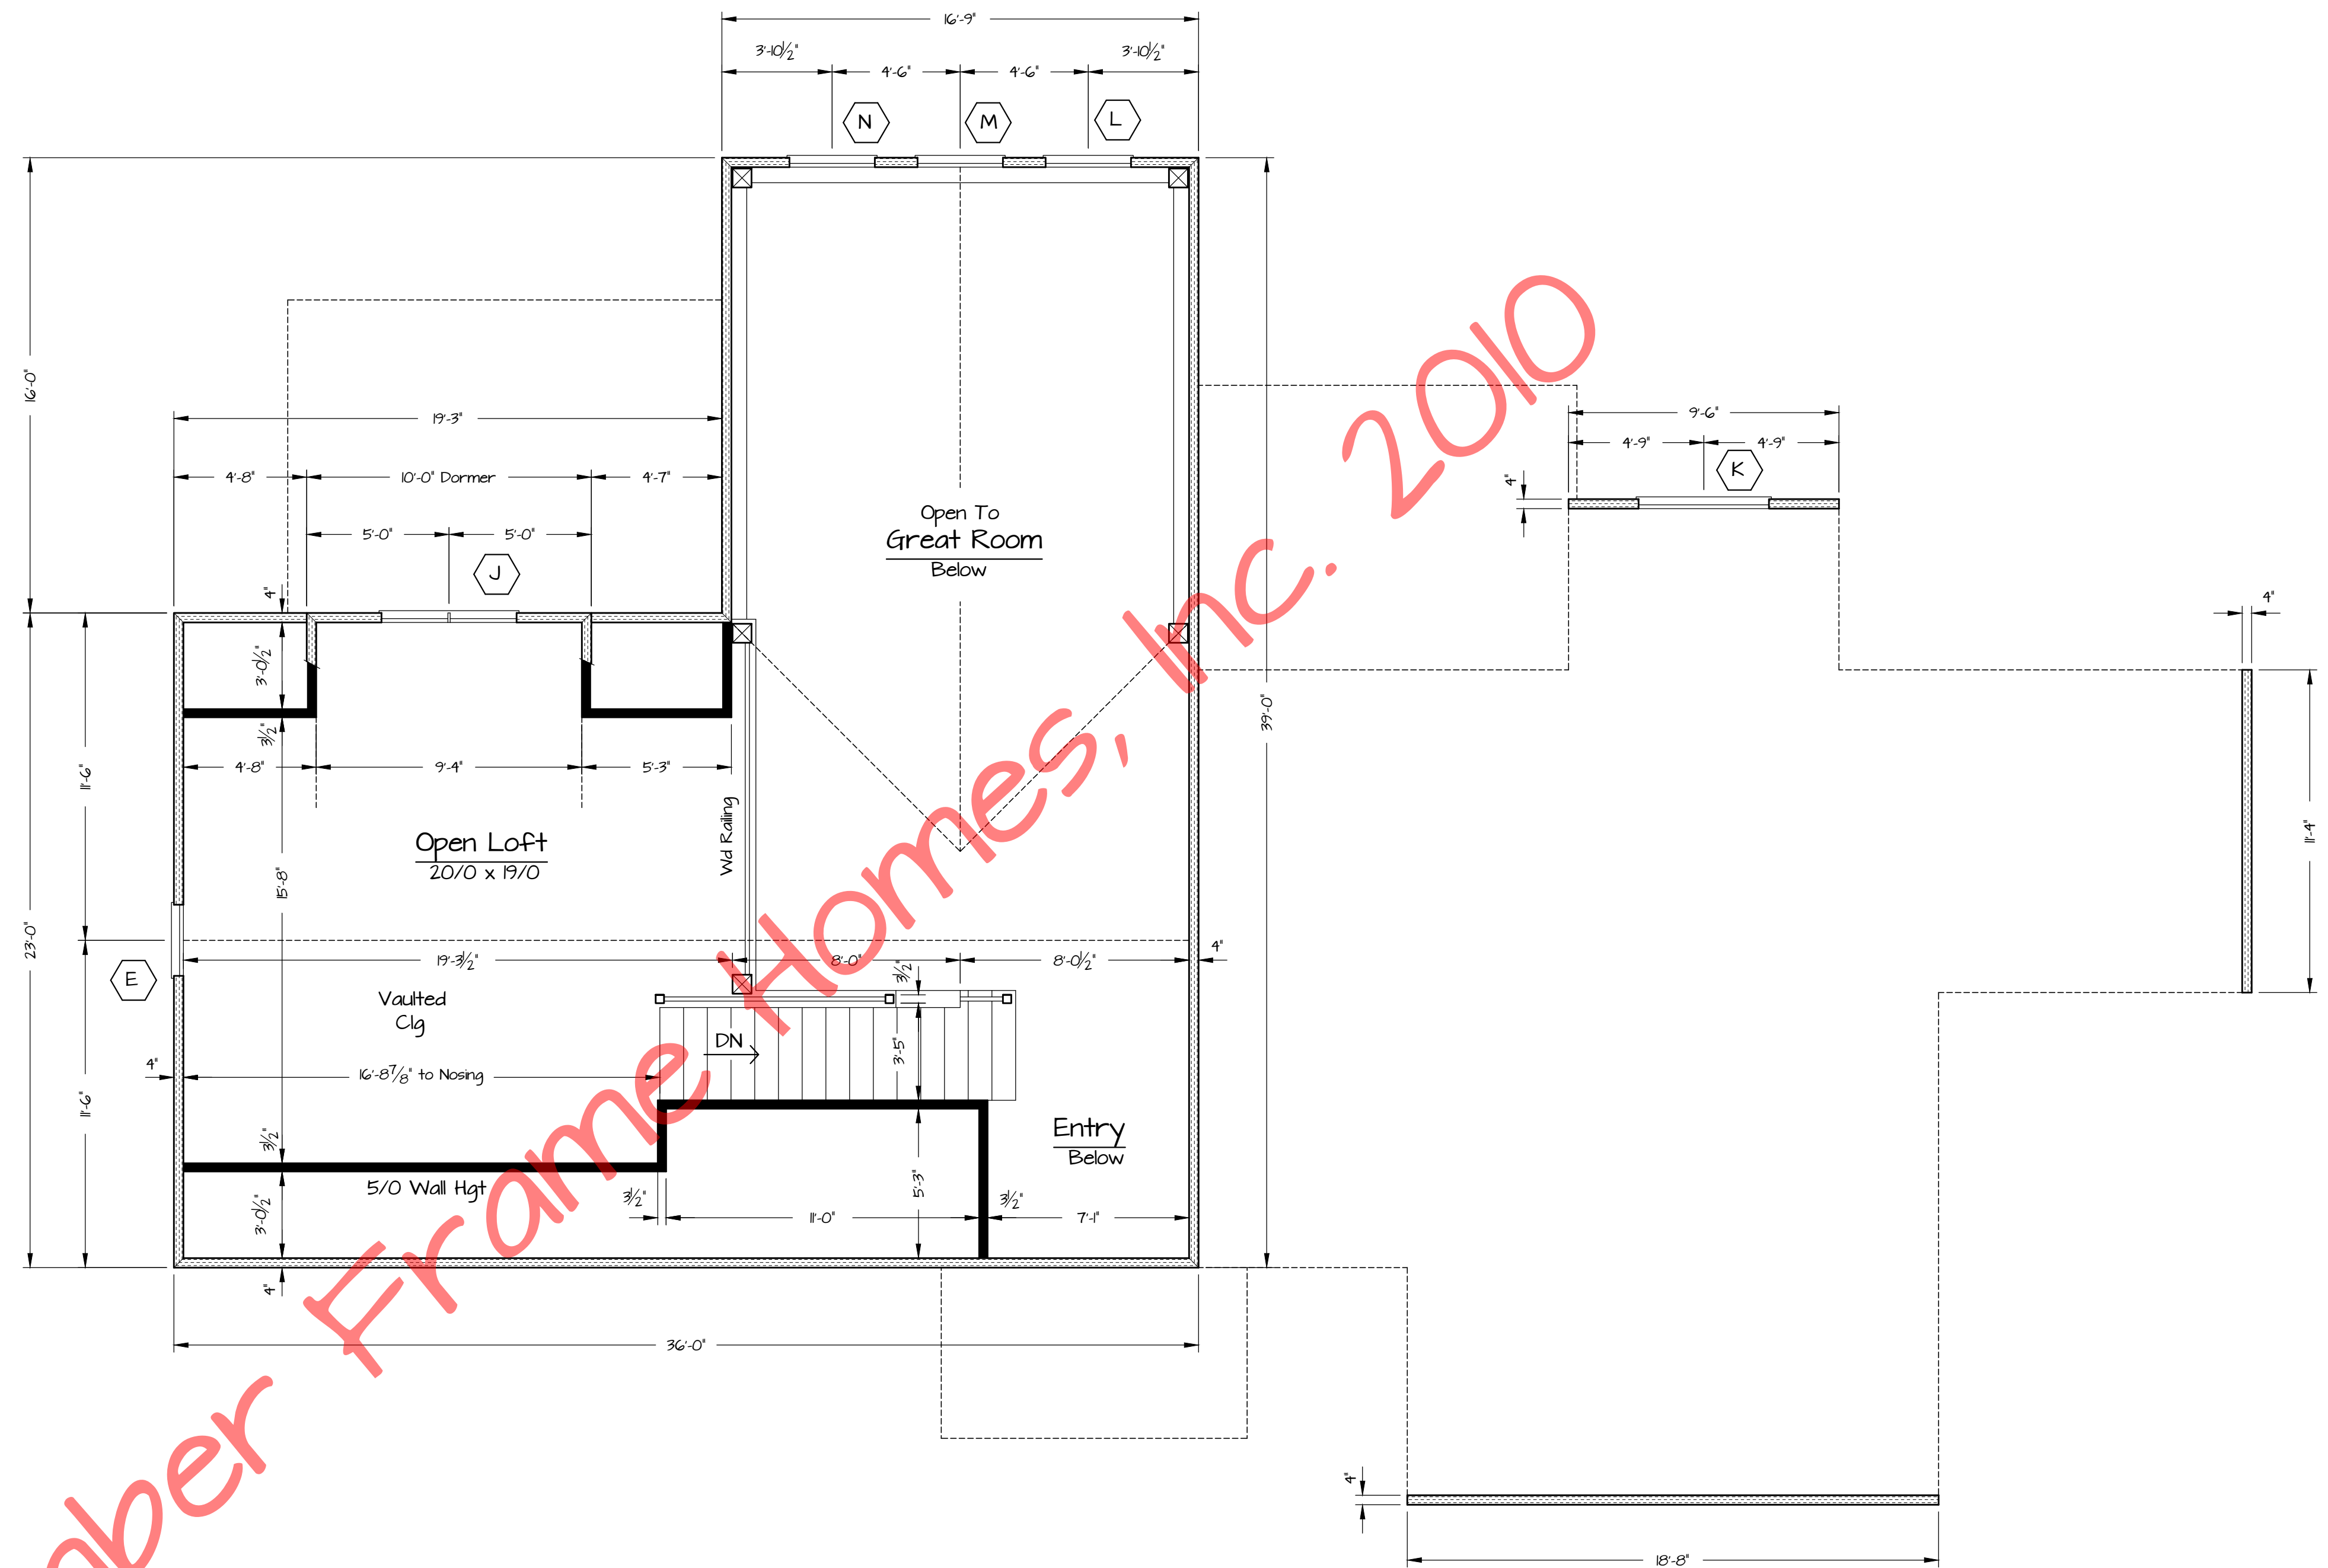 16'-9"
3'-10½" 4'-6" 4'-6" 3'-10½"
N M L
16'-0"
19'-3"
4'-8" 10'-0" Dormer 4'-7"
5'-0" 5'-0"
J
4"
9'-6"
4'-9" 4'-9"
K
4"
4"
Open To
Great Room
Below
3'-0½"
3½"
4'-8" 9'-4" 5'-3"
39'-0"
11'-6"
11'-4"
Wd Railing
Open Loft
20/0 x 19/0
15'-8"
23'-0"
E
19'-3½" 8'-0" 8'-0½" 4"
3½"
Vaulted
Clg
DN
3'-5"
4"
16'-8⅞" to Nosing
11'-6"
3½"
Entry
Below
5/0 Wall Hgt
3'-0½"
5'-3"
3½" 11'-0" 3½" 7'-1"
4"
36'-0"
4"
18'-8"
mber Frame Homes, Inc. 2010